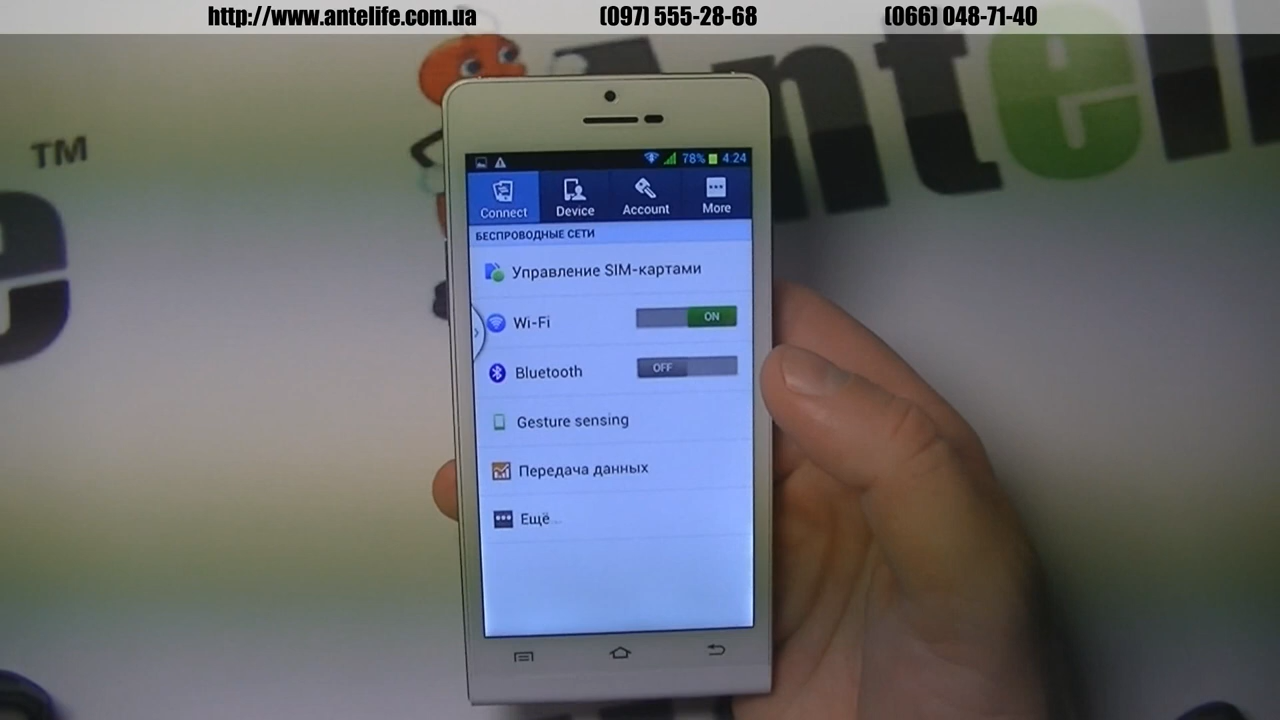 http://www.antelife.com.ua (097) 555-28-68 (066) 048-71-40
TM
Anteli
e
78% 4:24
Connect Device Account More
БЕСПРОВОДНЫЕ СЕТИ
Управление SIM-картами
Wi-Fi ON
Bluetooth OFF
Gesture sensing
Передача данных
Ещё...